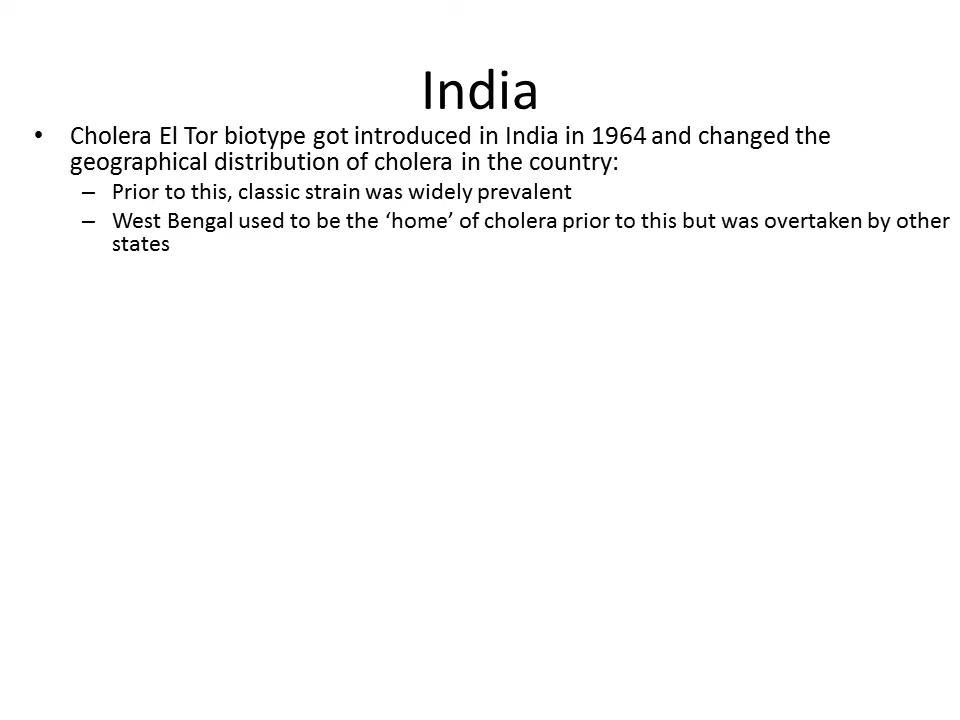 India
• Cholera El Tor biotype got introduced in India in 1964 and changed the
geographical distribution of cholera in the country:
– Prior to this, classic strain was widely prevalent
– West Bengal used to be the ‘home’ of cholera prior to this but was overtaken by other
states